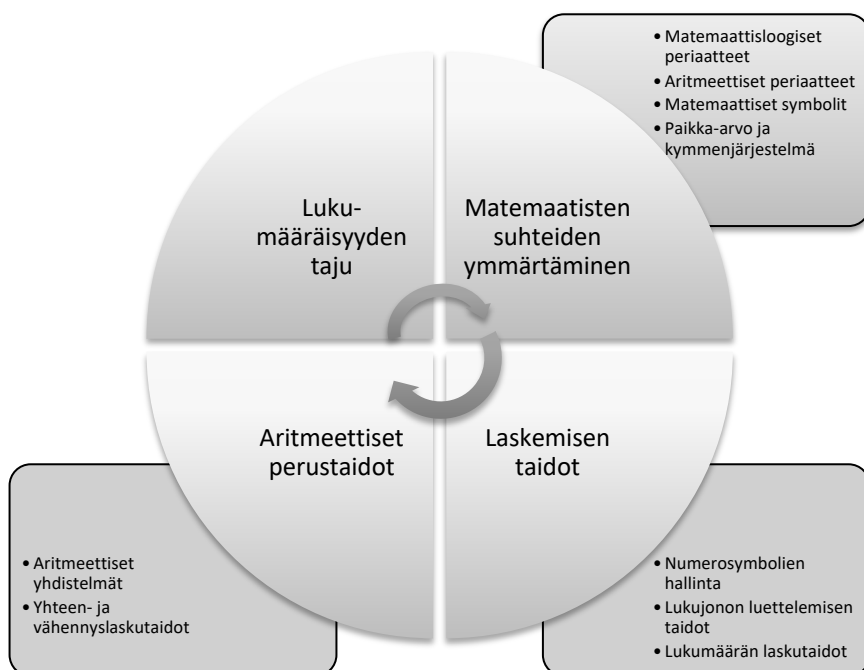 • Matemaattisloogiset
periaatteet
• Aritmeettiset periaatteet
• Matemaattiset symbolit
• Paikka-arvo ja
kymmenjärjestelmä
Luku-
määräisyyden
taju
Matemaatisten
suhteiden
ymmärtäminen
Aritmeettiset
perustaidot
Laskemisen
taidot
• Aritmeettiset
yhdistelmät
• Yhteen- ja
vähennyslaskutaidot
• Numerosymbolien
hallinta
• Lukujonon luettelemisen
taidot
• Lukumäärän laskutaidot